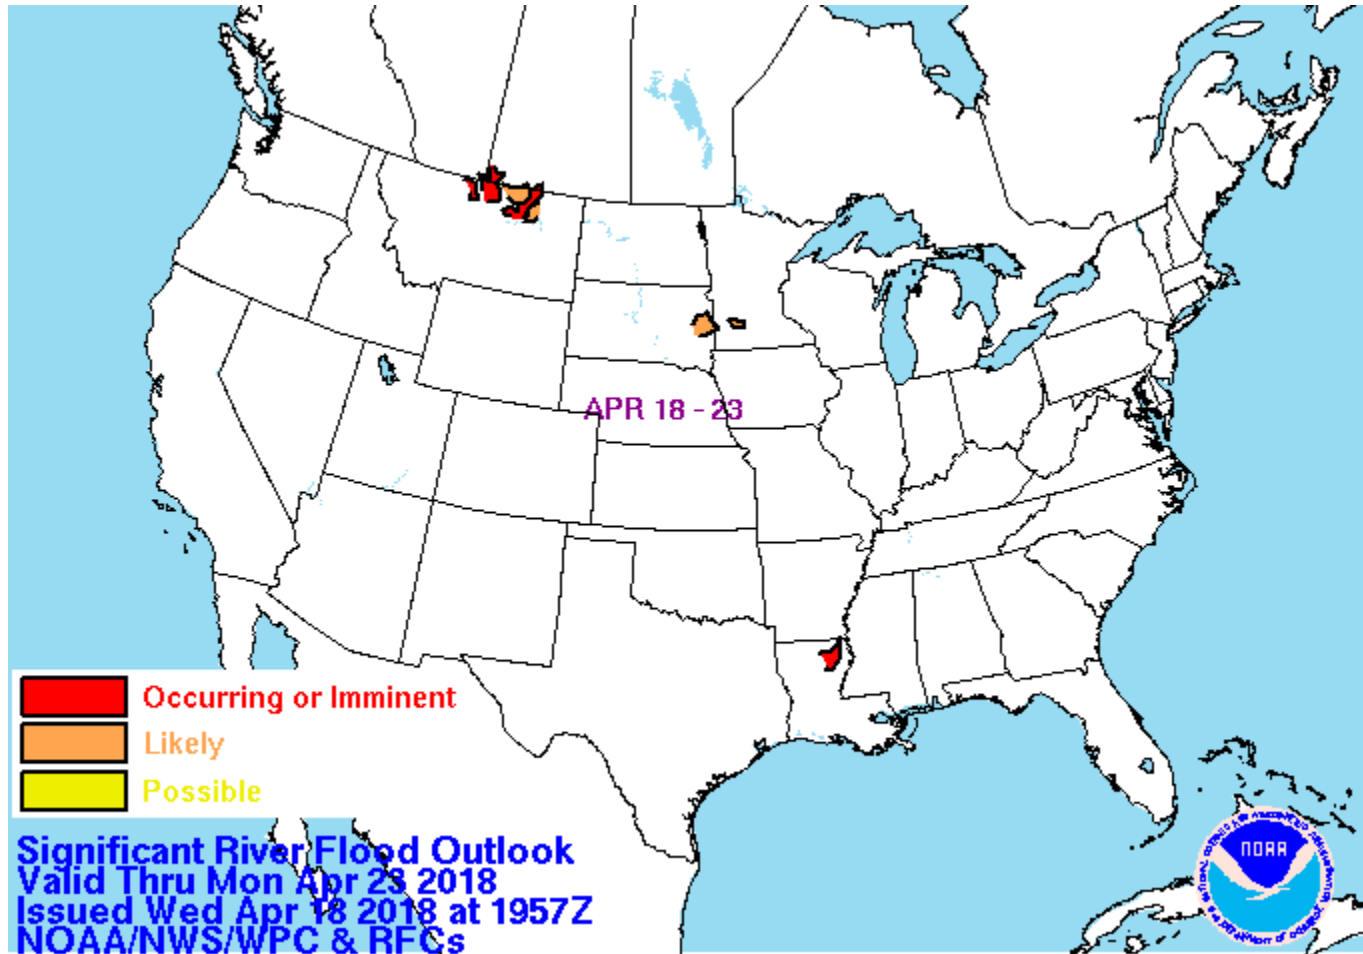 APR 18 - 23
Occurring or Imminent
Likely
Possible
Significant River Flood Outlook
Valid Thru Mon Apr 23 2018
Issued Wed Apr 18 2018 at 1957Z
NOAA/NWS/WPC & RFCs
NOAA